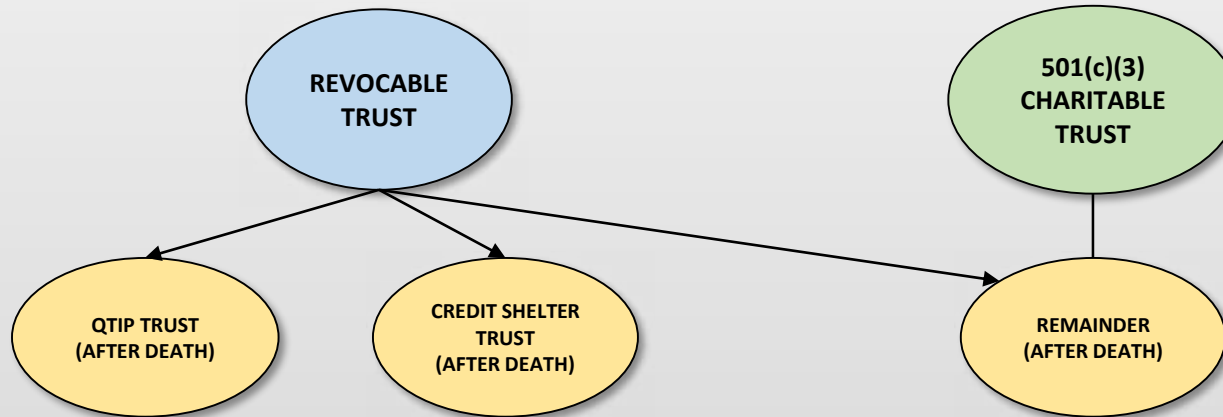 REVOCABLE
TRUST
501(c)(3)
CHARITABLE
TRUST
QTIP TRUST
(AFTER DEATH)
CREDIT SHELTER
TRUST
(AFTER DEATH)
REMAINDER
(AFTER DEATH)